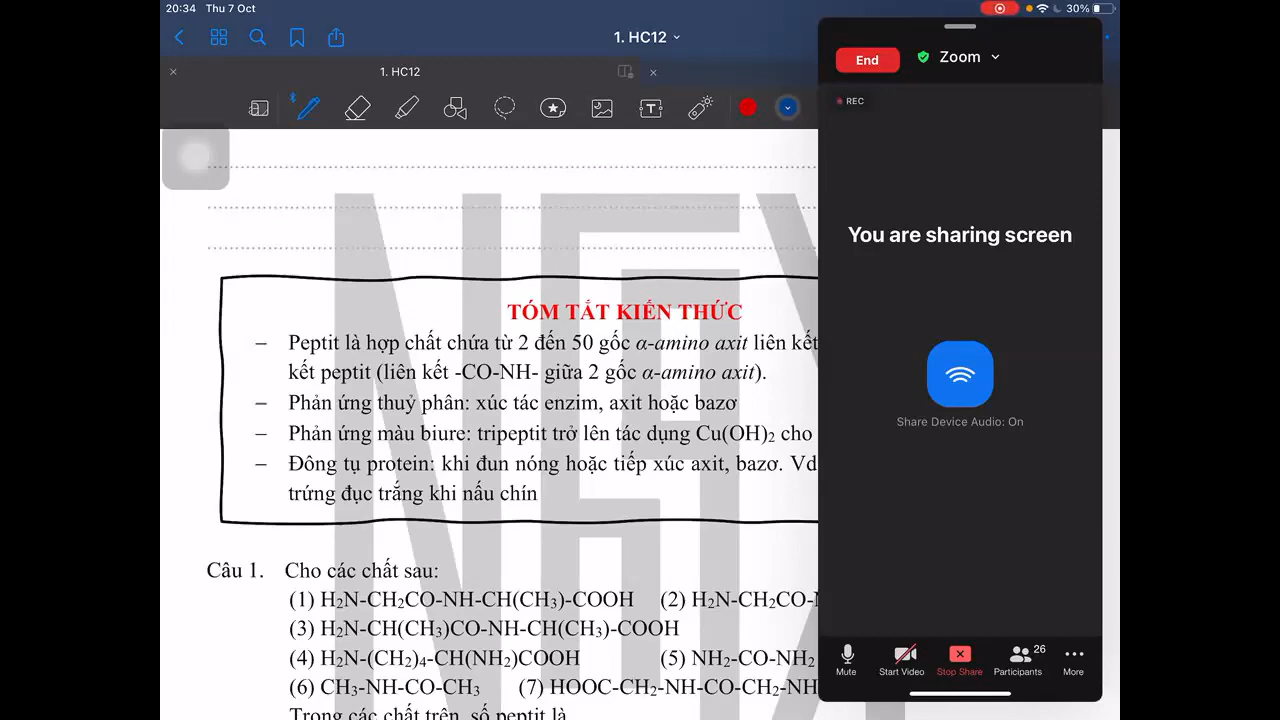 20:34 Thu 7 Oct
30%
1. HC12
1. HC12
End
Zoom
REC
You are sharing screen
Share Device Audio: On
Mute
Start Video
Stop Share
26
Participants
More
TÓM TẮT KIẾN THỨC
– Peptit là hợp chất chứa từ 2 đến 50 gốc α-amino axit liên kết
kết peptit (liên kết -CO-NH- giữa 2 gốc α-amino axit).
– Phản ứng thuỷ phân: xúc tác enzim, axit hoặc bazơ
– Phản ứng màu biure: tripeptit trở lên tác dụng Cu(OH)₂ cho
– Đông tụ protein: khi đun nóng hoặc tiếp xúc axit, bazơ. Vd
trứng đục trắng khi nấu chín
Câu 1. Cho các chất sau:
(1) H₂N-CH₂CO-NH-CH(CH₃)-COOH (2) H₂N-CH₂CO-N
(3) H₂N-CH(CH₃)CO-NH-CH(CH₃)-COOH
(4) H₂N-(CH₂)₄-CH(NH₂)COOH (5) NH₂-CO-NH₂
(6) CH₃-NH-CO-CH₃ (7) HOOC-CH₂-NH-CO-CH₂-NH
Trong các chất trên, số peptit là